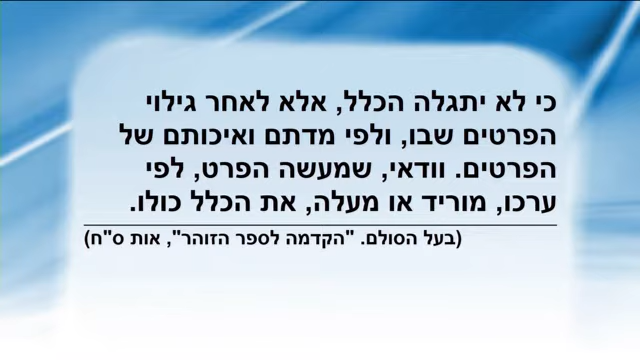 כי לא יתגלה הכלל, אלא לאחר גילוי
הפרטים שבו, ולפי מדתם ואיכותם של
הפרטים. וודאי, שמעשה הפרט, לפי
ערכו, מוריד או מעלה, את הכלל כולו.
(בעל הסולם. "הקדמה לספר הזוהר", אות ס"ח)